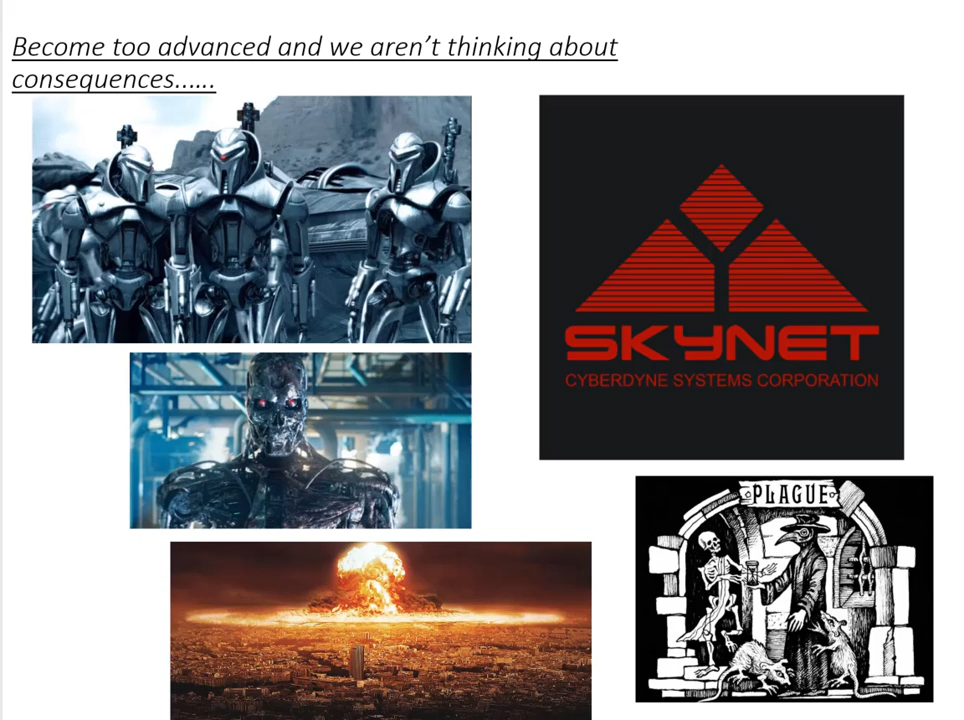 Become too advanced and we aren't thinking about
consequences……
SKYNET
CYBERDYNE SYSTEMS CORPORATION
PLAGUE